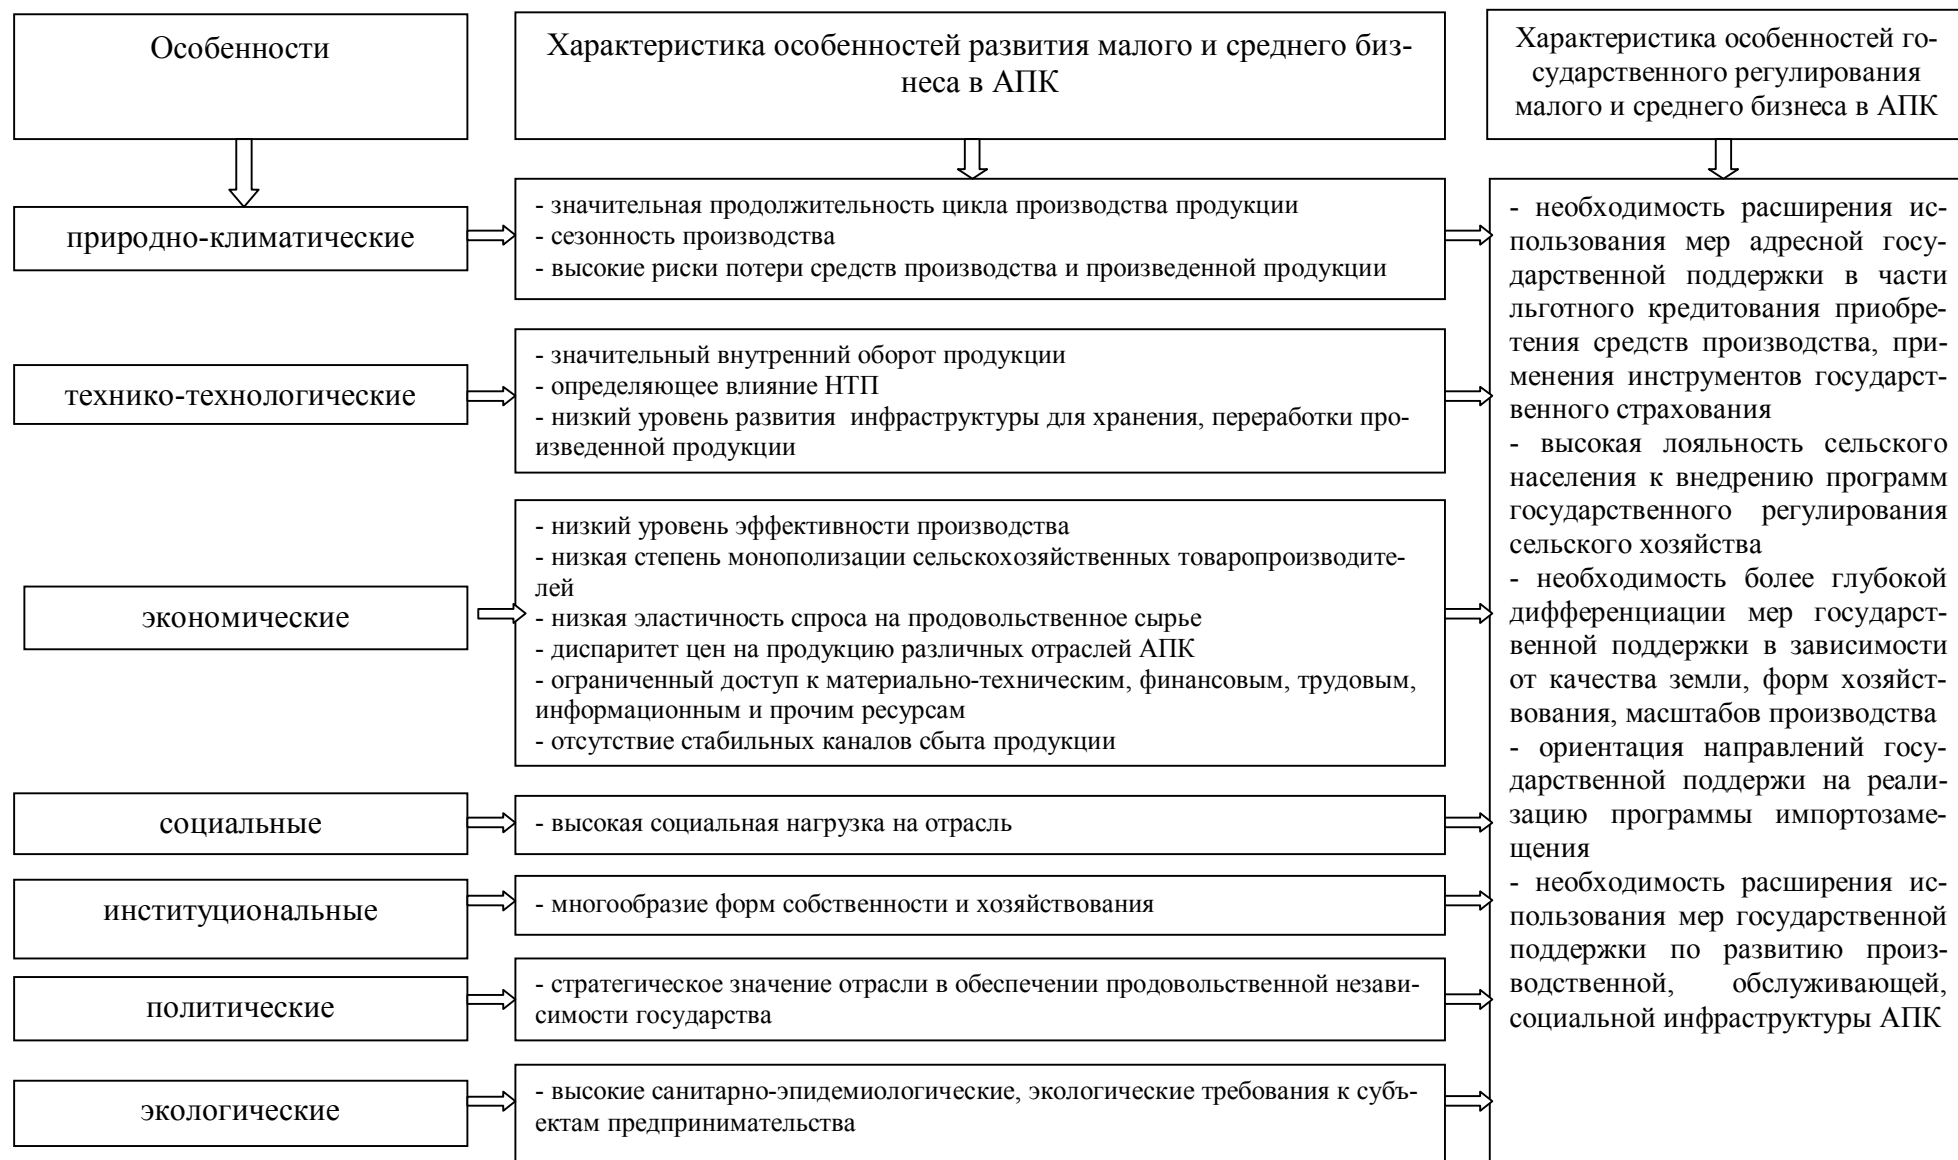 Особенности
Характеристика особенностей развития малого и среднего биз-
неса в АПК
Характеристика особенностей го-
сударственного регулирования
малого и среднего бизнеса в АПК
природно-климатические
- значительная продолжительность цикла производства продукции
- сезонность производства
- высокие риски потери средств производства и произведенной продукции
технико-технологические
- значительный внутренний оборот продукции
- определяющее влияние НТП
- низкий уровень развития инфраструктуры для хранения, переработки про-
изведенной продукции
экономические
- низкий уровень эффективности производства
- низкая степень монополизации сельскохозяйственных товаропроизводите-
лей
- низкая эластичность спроса на продовольственное сырье
- диспаритет цен на продукцию различных отраслей АПК
- ограниченный доступ к материально-техническим, финансовым, трудовым,
информационным и прочим ресурсам
- отсутствие стабильных каналов сбыта продукции
социальные
- высокая социальная нагрузка на отрасль
институциональные
- многообразие форм собственности и хозяйствования
политические
- стратегическое значение отрасли в обеспечении продовольственной незави-
симости государства
экологические
- высокие санитарно-эпидемиологические, экологические требования к субъ-
ектам предпринимательства
- необходимость расширения ис-
пользования мер адресной госу-
дарственной поддержки в части
льготного кредитования приобре-
тения средств производства, при-
менения инструментов государст-
венного страхования
- высокая лояльность сельского
населения к внедрению программ
государственного регулирования
сельского хозяйства
- необходимость более глубокой
дифференциации мер государст-
венной поддержки в зависимости
от качества земли, форм хозяйст-
вования, масштабов производства
- ориентация направлений госу-
дарственной поддержи на реали-
зацию программы импортозаме-
щения
- необходимость расширения ис-
пользования мер государственной
поддержки по развитию произ-
водственной, обслуживающей,
социальной инфраструктуры АПК